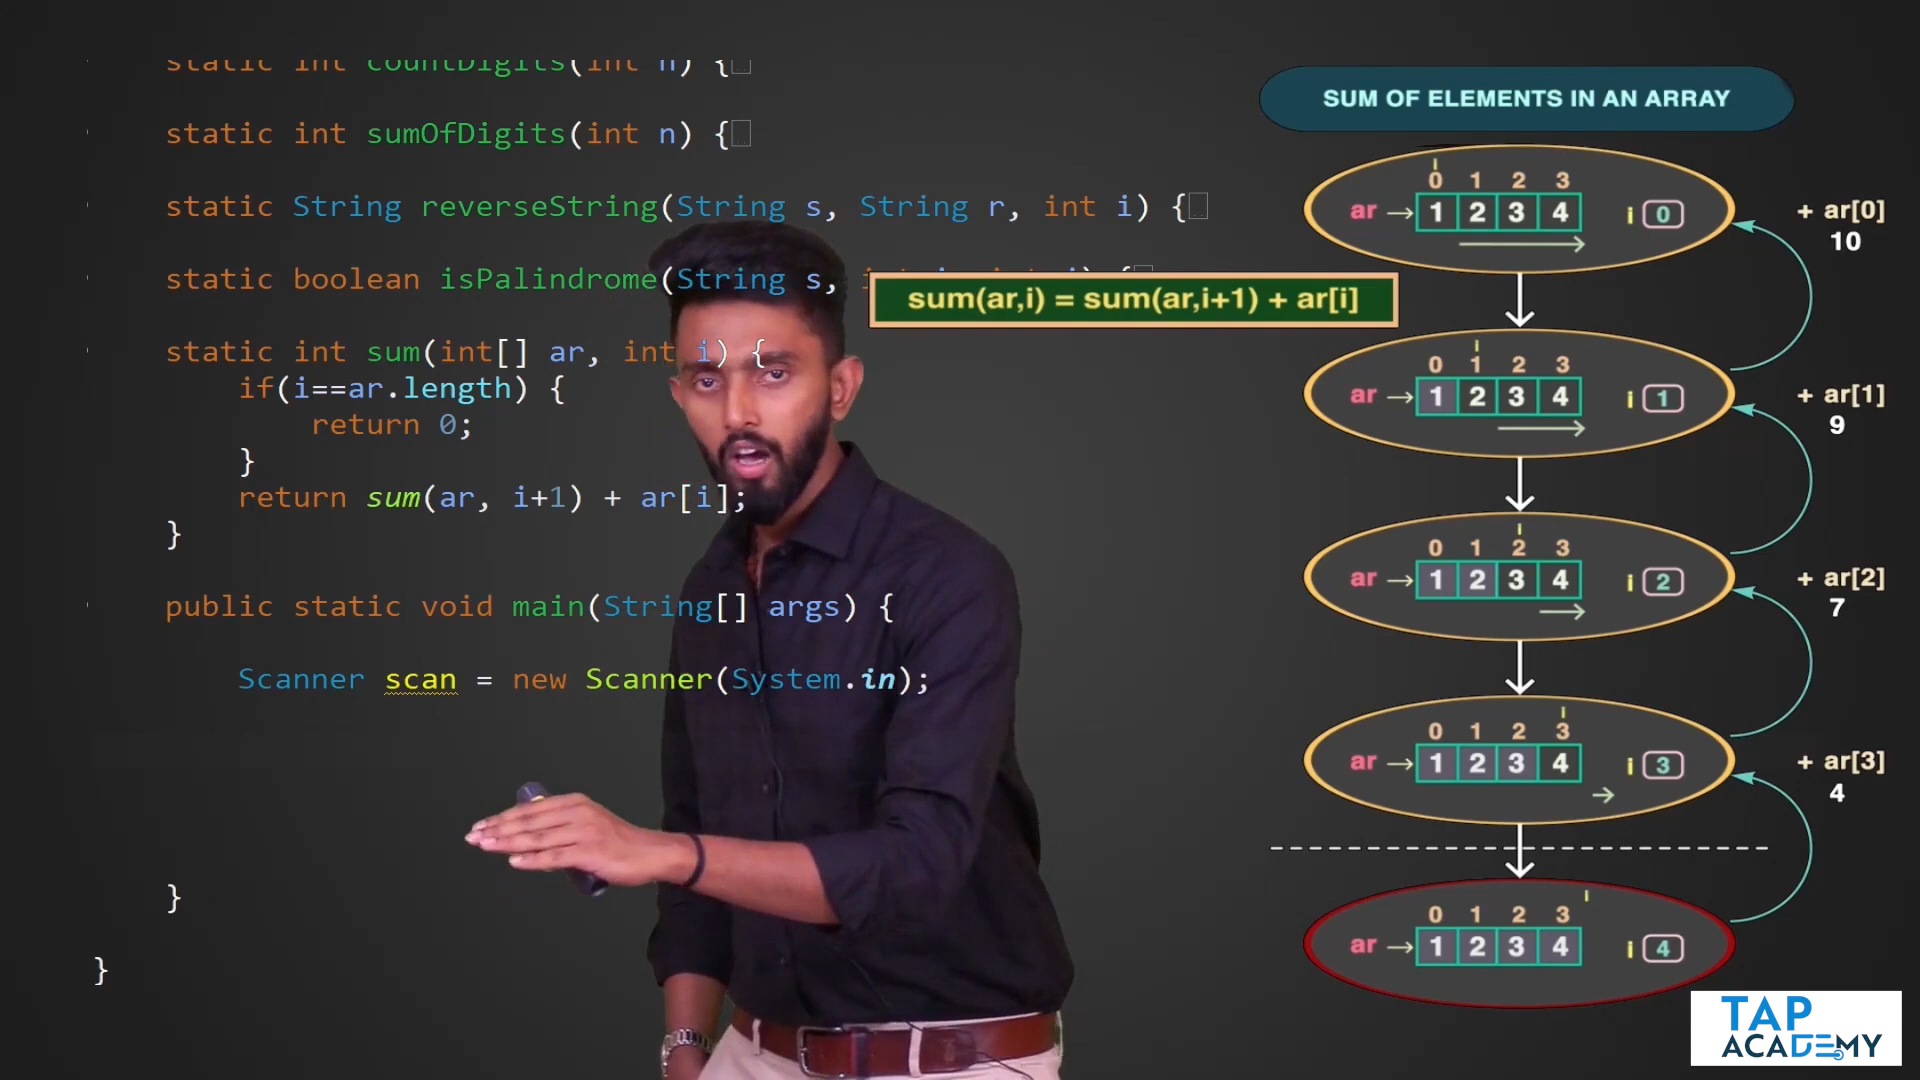 static int countDigits(int n) {
static int sumOfDigits(int n) {
static String reverseString(String s, String r, int i) {
static boolean isPalindrome(String s,
static int sum(int[] ar, int i) {
if(i==ar.length) {
return 0;
}
return sum(ar, i+1) + ar[i];
}
public static void main(String[] args) {
Scanner scan = new Scanner(System.in);
}
}
sum(ar,i) = sum(ar,i+1) + ar[i]
SUM OF ELEMENTS IN AN ARRAY
i
0 1 2 3
ar → 1 2 3 4 i 0
+ ar[0]
10
i
0 1 2 3
ar → 1 2 3 4 i 1
+ ar[1]
9
i
0 1 2 3
ar → 1 2 3 4 i 2
+ ar[2]
7
i
0 1 2 3
ar → 1 2 3 4 i 3
+ ar[3]
4
i
0 1 2 3
ar → 1 2 3 4 i 4
TAP
ACADEMY